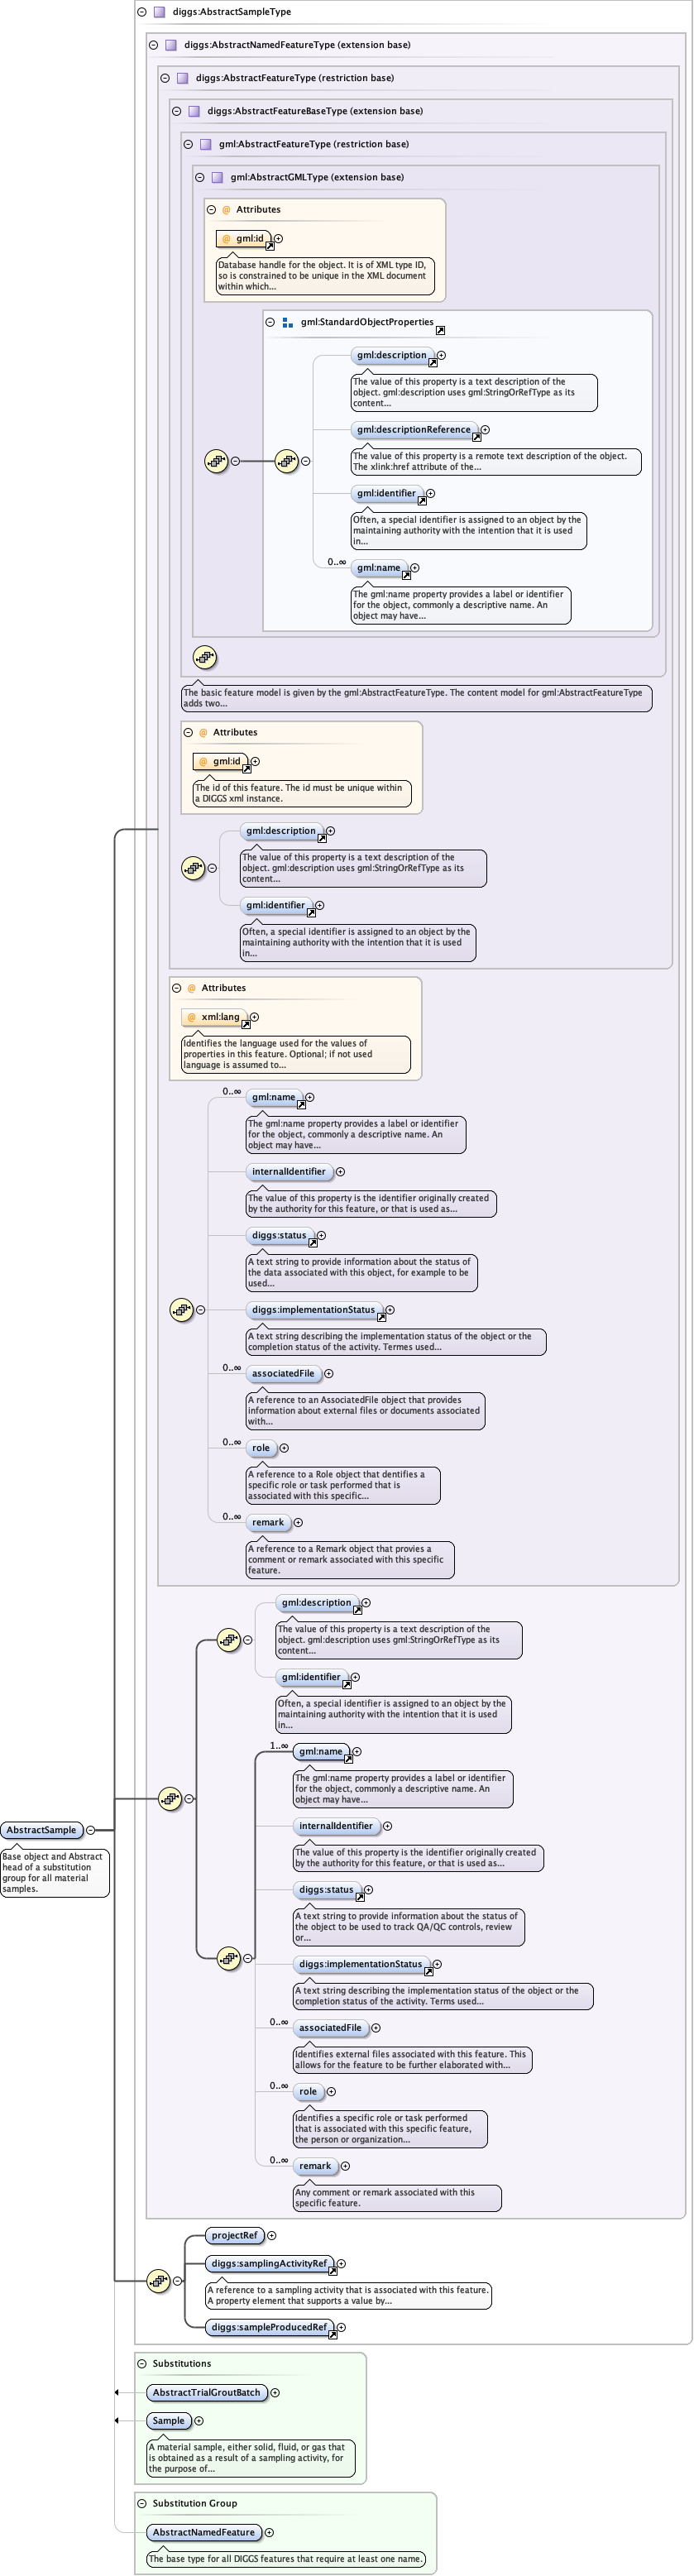 diggs:AbstractSampleType
diggs:AbstractNamedFeatureType (extension base)
diggs:AbstractFeatureType (restriction base)
diggs:AbstractFeatureBaseType (extension base)
gml:AbstractFeatureType (restriction base)
gml:AbstractGMLType (extension base)
@ Attributes
@ gml:id
Database handle for the object. It is of XML type ID,
so is constrained to be unique in the XML document
within which...
gml:StandardObjectProperties
gml:description
The value of this property is a text description of the
object. gml:description uses gml:StringOrRefType as its
content...
gml:descriptionReference
The value of this property is a remote text description of the object.
The xlink:href attribute of the...
gml:identifier
Often, a special identifier is assigned to an object by the
maintaining authority with the intention that it is used
in...
0..∞
gml:name
The gml:name property provides a label or identifier
for the object, commonly a descriptive name. An
object may have...
The basic feature model is given by the gml:AbstractFeatureType. The content model for gml:AbstractFeatureType
adds two...
@ Attributes
@ gml:id
The id of this feature. The id must be unique within
a DIGGS xml instance.
gml:description
The value of this property is a text description of the
object. gml:description uses gml:StringOrRefType as its
content...
gml:identifier
Often, a special identifier is assigned to an object by the
maintaining authority with the intention that it is used
in...
@ Attributes
@ xml:lang
Identifies the language used for the values of
properties in this feature. Optional; if not used
language is assumed to...
0..∞
gml:name
The gml:name property provides a label or identifier
for the object, commonly a descriptive name. An
object may have...
internalIdentifier
The value of this property is the identifier originally created
by the authority for this feature, or that is used as...
diggs:status
A text string to provide information about the status of
the data associated with this object, for example to be
used...
diggs:implementationStatus
A text string describing the implementation status of the object or the
completion status of the activity. Termes used...
0..∞
associatedFile
A reference to an AssociatedFile object that provides
information about external files or documents associated
with...
0..∞
role
A reference to a Role object that dentifies a
specific role or task performed that is
associated with this specific...
0..∞
remark
A reference to a Remark object that provies a
comment or remark associated with this specific
feature.
gml:description
The value of this property is a text description of the
object. gml:description uses gml:StringOrRefType as its
content...
gml:identifier
Often, a special identifier is assigned to an object by the
maintaining authority with the intention that it is used
in...
1..∞
gml:name
The gml:name property provides a label or identifier
for the object, commonly a descriptive name. An
object may have...
internalIdentifier
The value of this property is the identifier originally created
by the authority for this feature, or that is used as...
diggs:status
A text string to provide information about the status of
the object to be used to track QA/QC controls, review
or...
diggs:implementationStatus
A text string describing the implementation status of the object or the
completion status of the activity. Terms used...
0..∞
associatedFile
Identifies external files associated with this feature. This
allows for the feature to be further elaborated with...
0..∞
role
Identifies a specific role or task performed
that is associated with this specific feature,
the person or organization...
0..∞
remark
Any comment or remark associated with this
specific feature.
AbstractSample
Base object and Abstract
head of a substitution
group for all material
samples.
projectRef
diggs:samplingActivityRef
A reference to a sampling activity that is associated with this feature.
A property element that supports a value by...
diggs:sampleProducedRef
Substitutions
AbstractTrialGroutBatch
Sample
A material sample, either solid, fluid, or gas that
is obtained as a result of a sampling activity, for
the purpose of...
Substitution Group
AbstractNamedFeature
The base type for all DIGGS features that require at least one name.